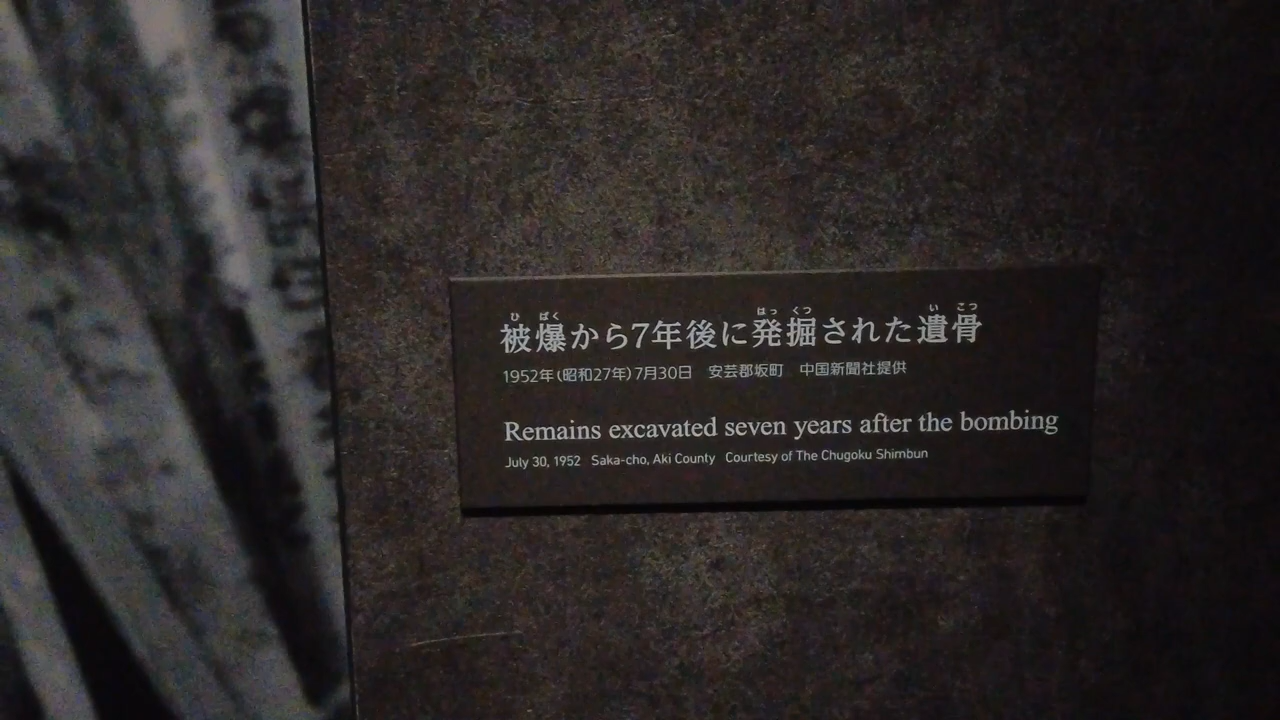 被爆から7年後に発掘された遺骨
1952年(昭和27年)7月30日　安芸郡坂町　中国新聞社提供
Remains excavated seven years after the bombing
July 30, 1952 Saka-cho, Aki County Courtesy of The Chugoku Shimbun